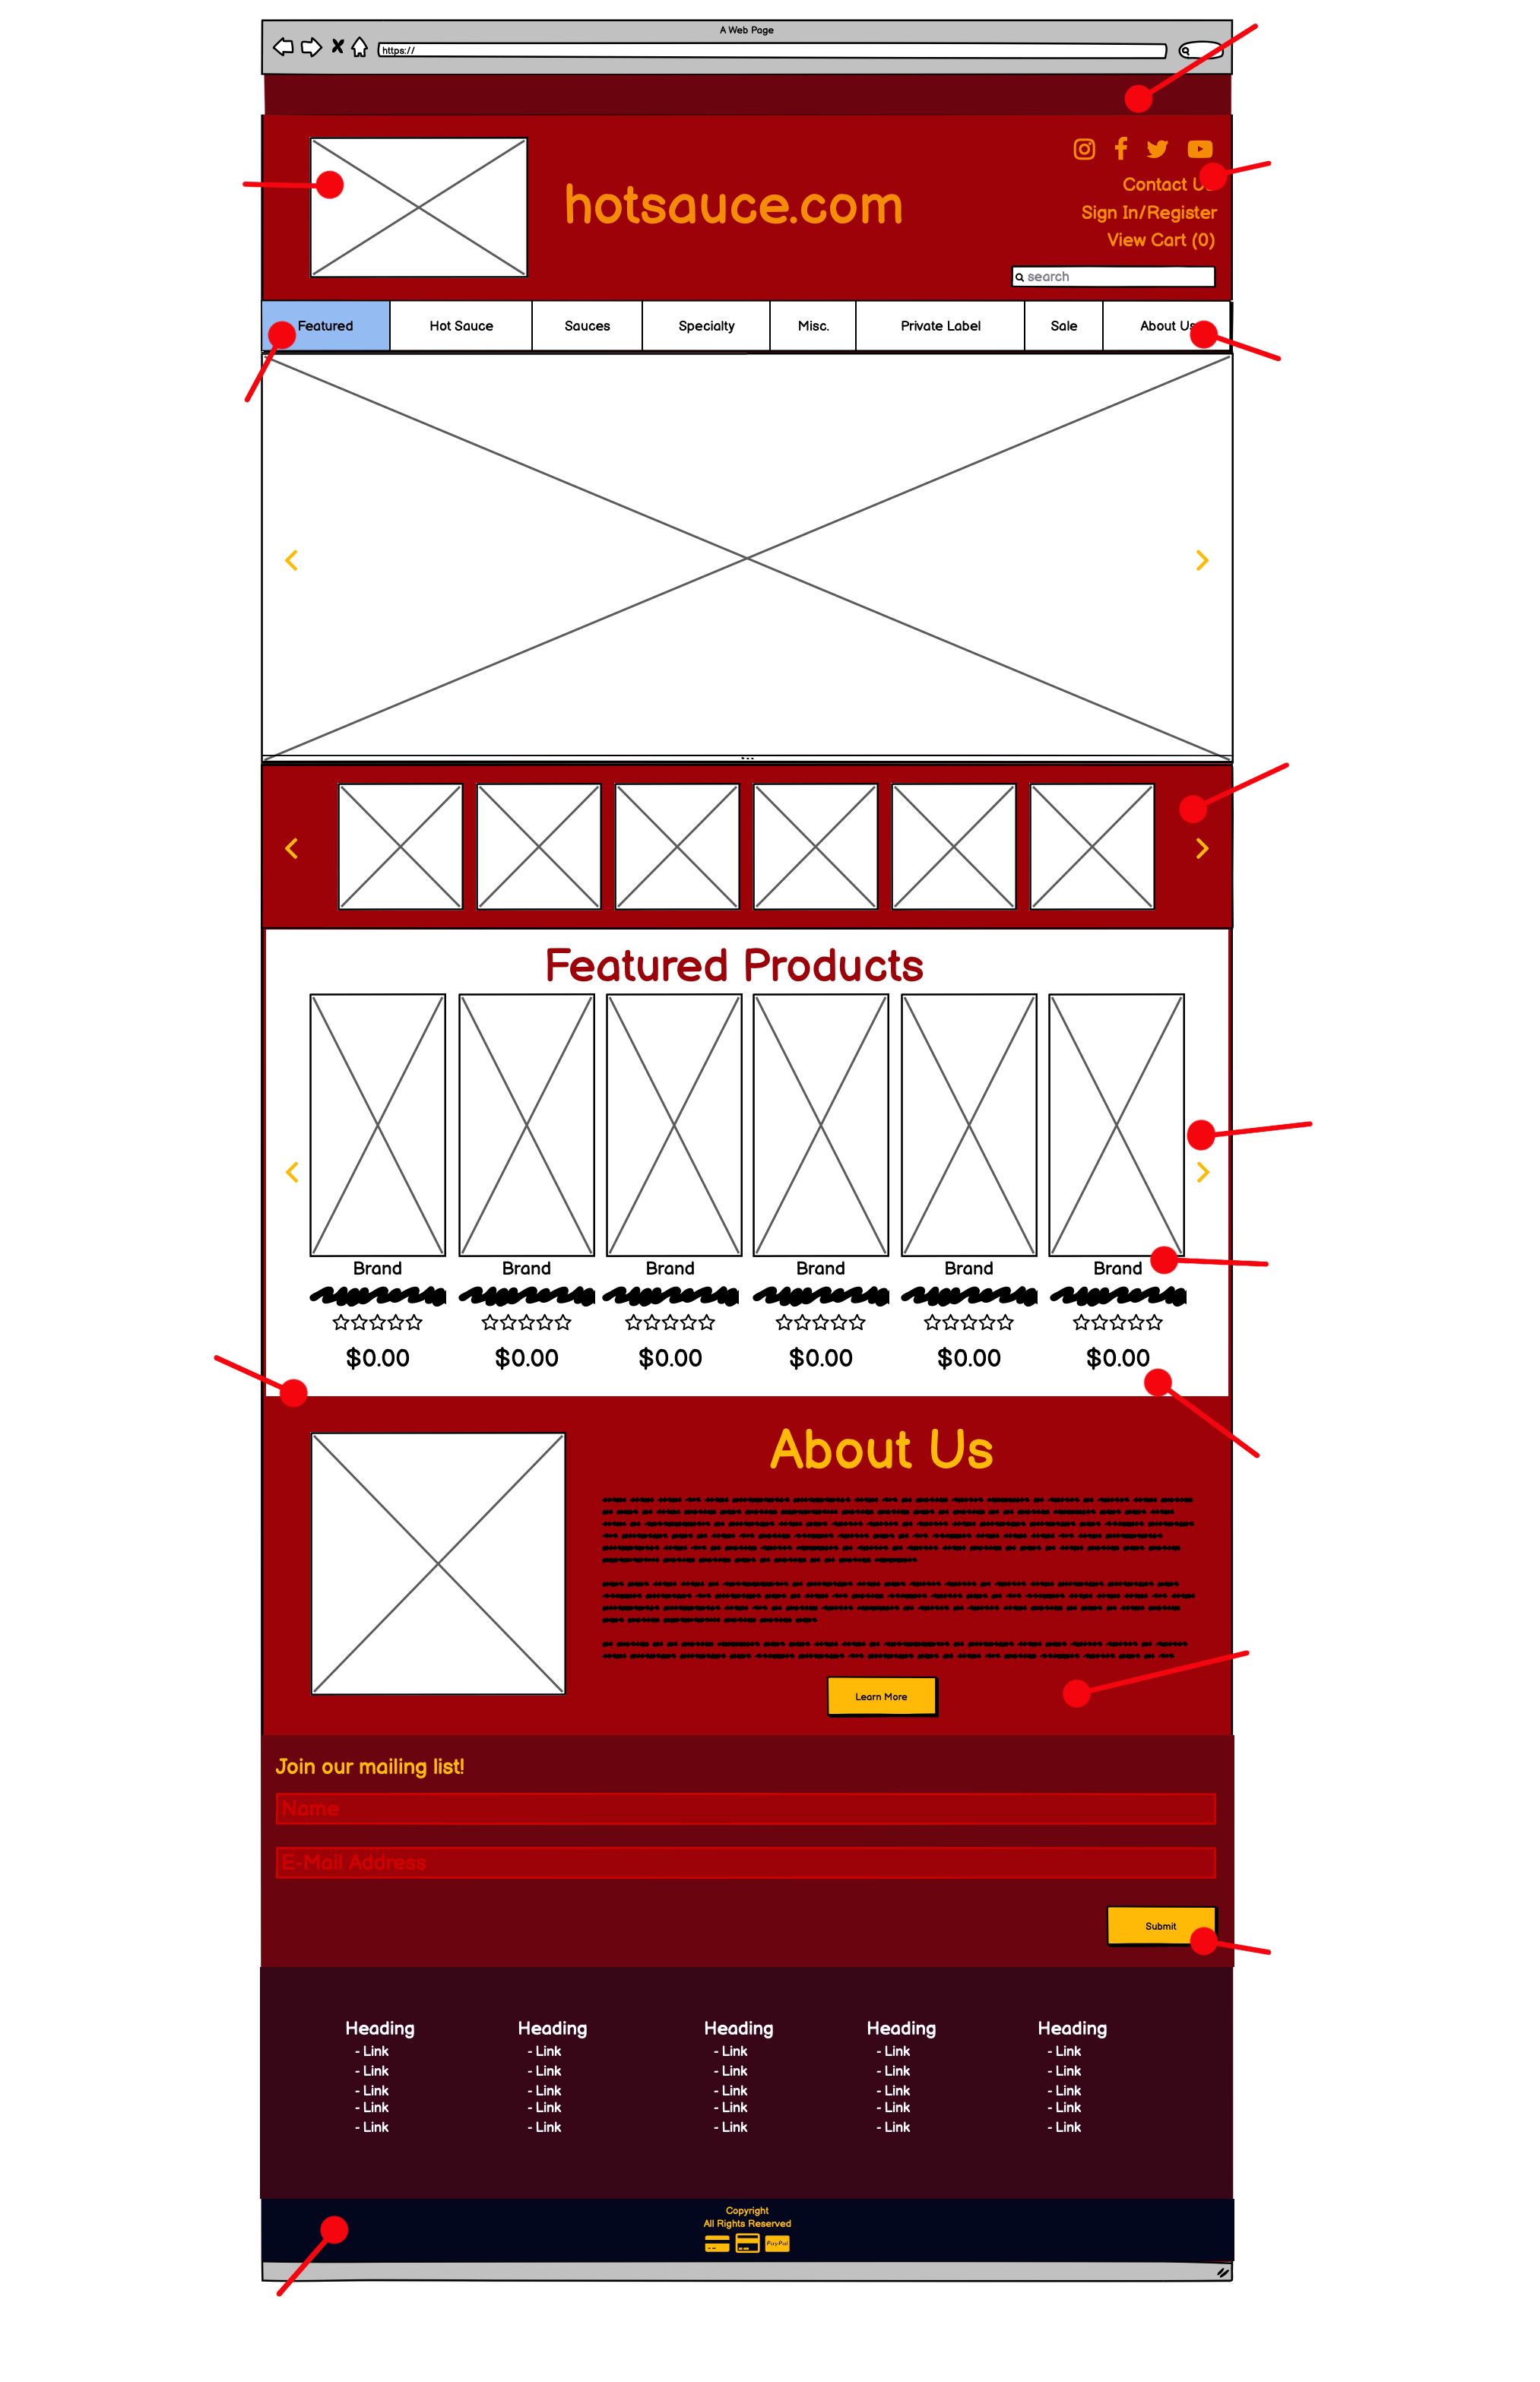 A Web Page
https://
hotsauce.com
Contact Us
Sign In/Register
View Cart (0)
search
Featured Hot Sauce Sauces Specialty Misc. Private Label Sale About Us
Featured Products
Brand Brand Brand Brand Brand Brand
$0.00 $0.00 $0.00 $0.00 $0.00 $0.00
About Us
Learn More
Join our mailing list!
Name
E-Mail Address
Submit
Heading Heading Heading Heading Heading
- Link - Link - Link - Link - Link
- Link - Link - Link - Link - Link
- Link - Link - Link - Link - Link
- Link - Link - Link - Link - Link
- Link - Link - Link - Link - Link
Copyright
All Rights Reserved
PayPal